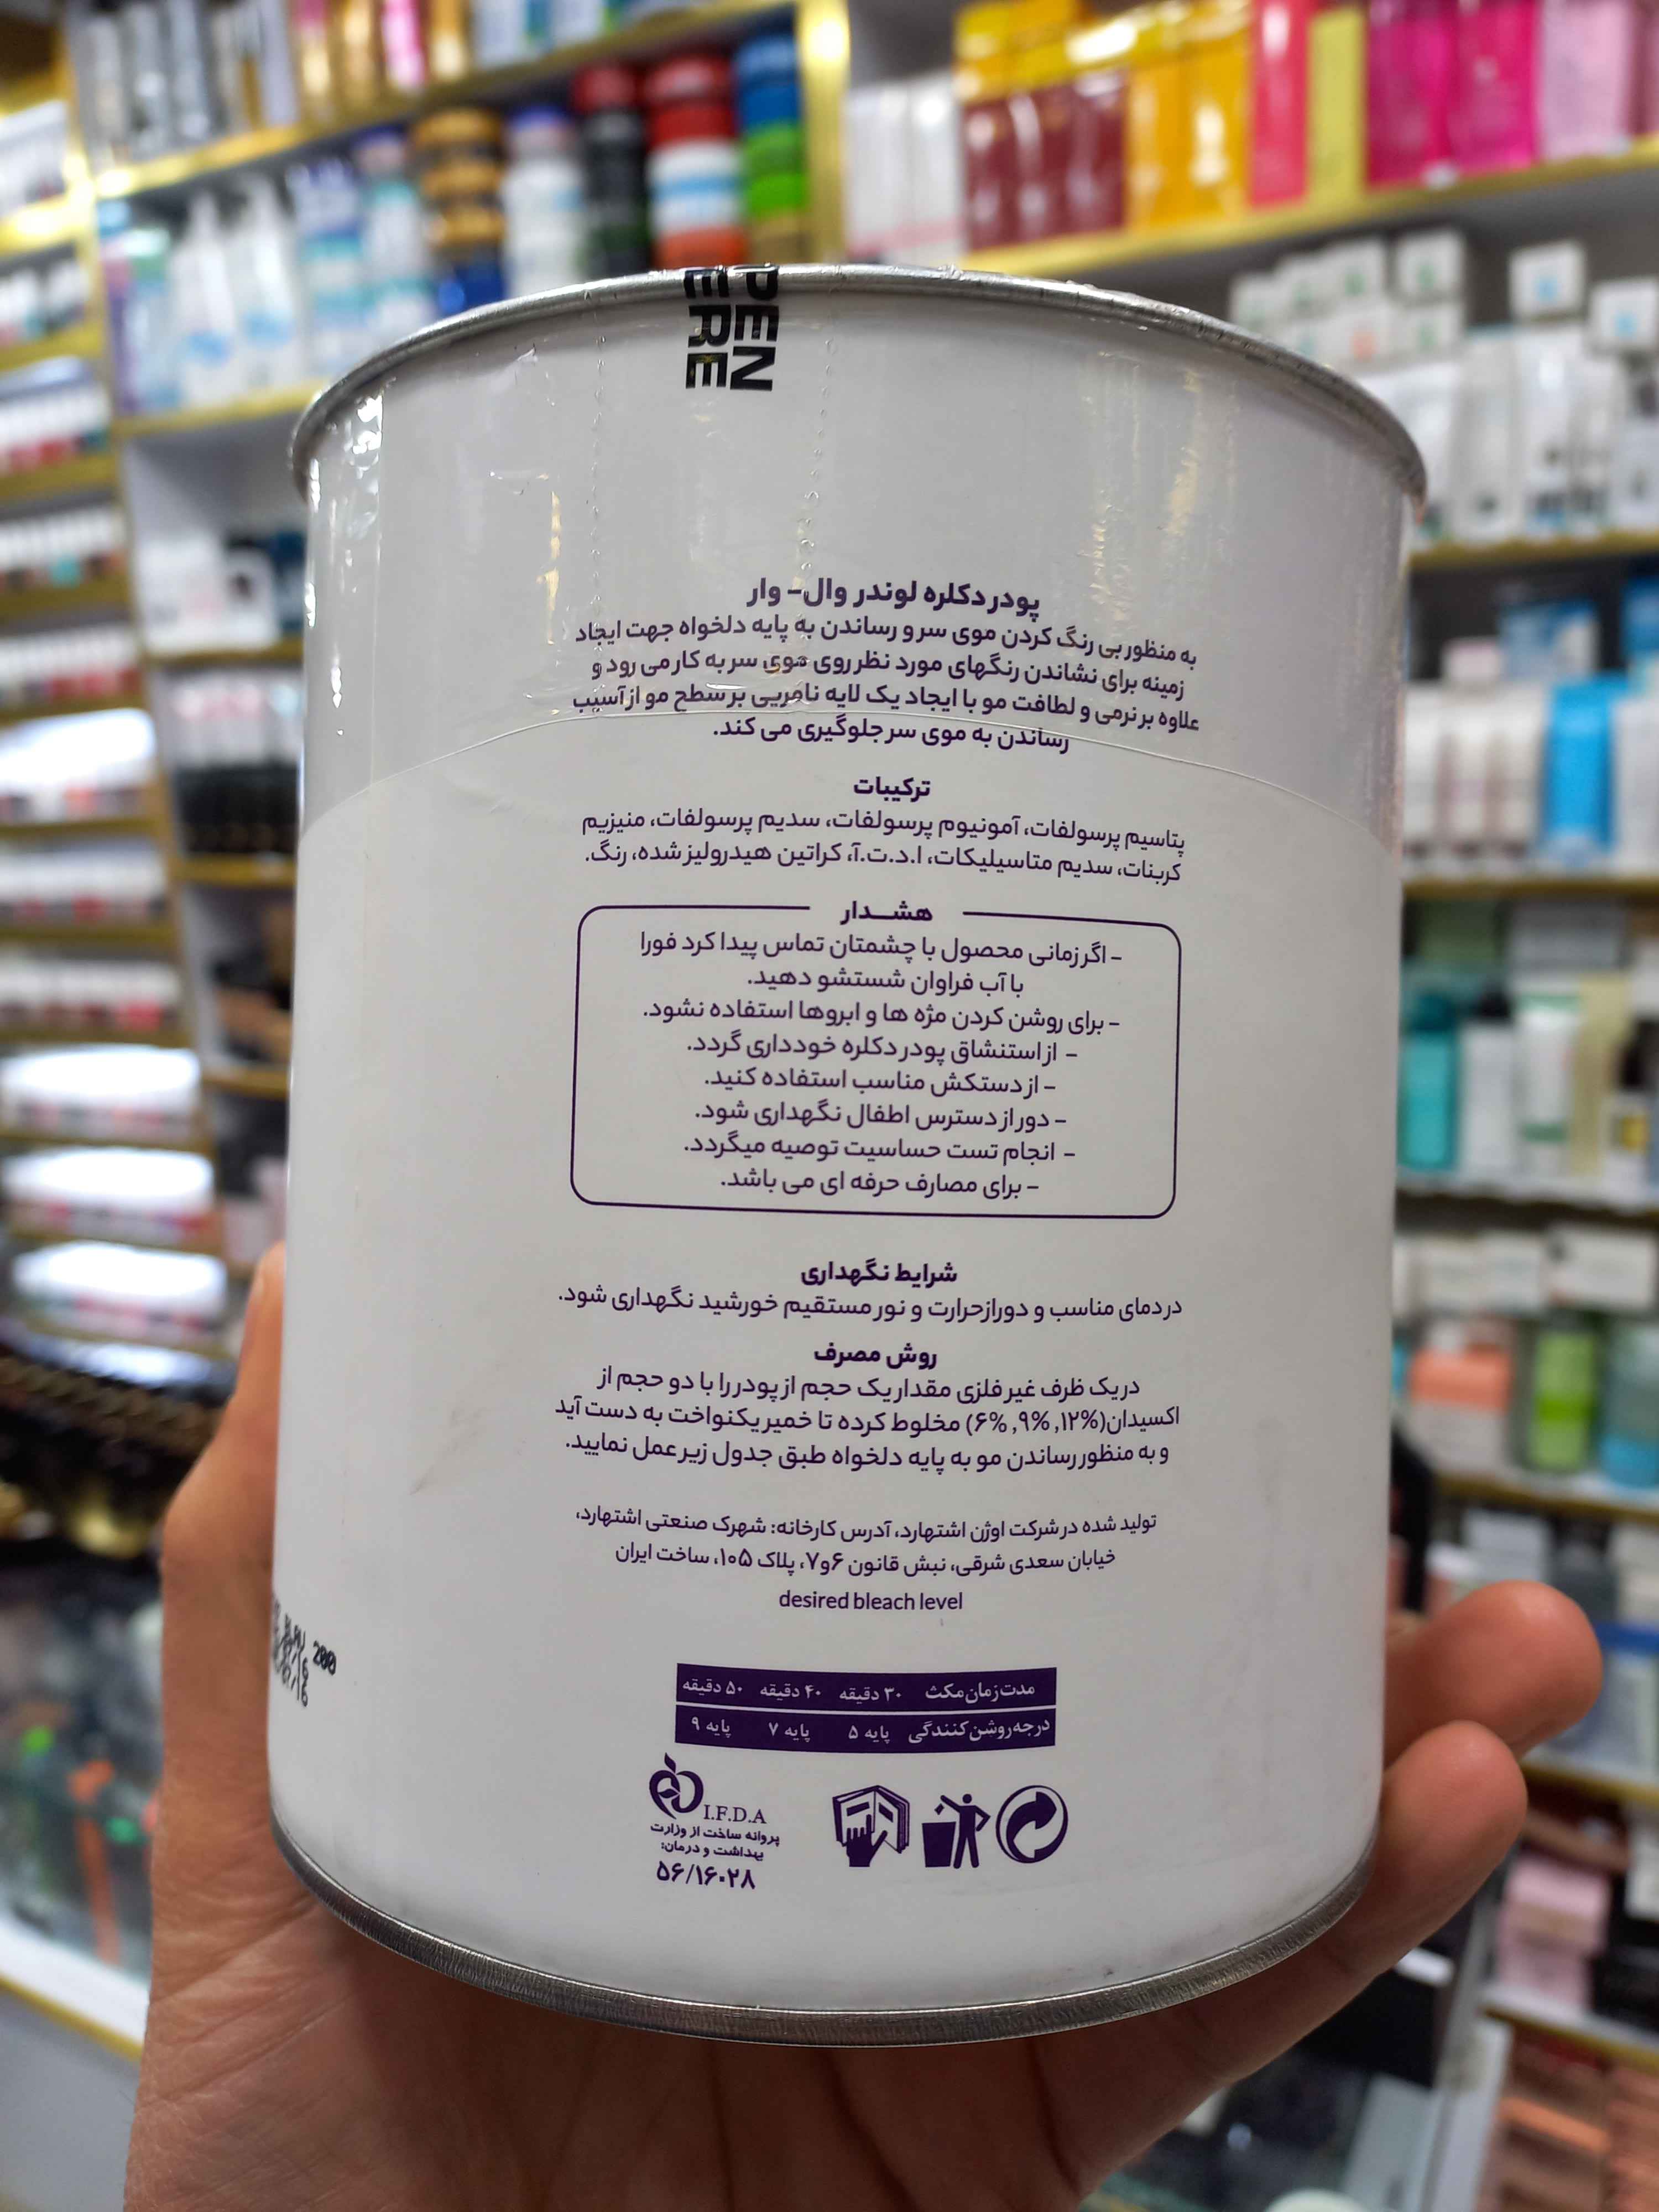 PEN
ERE
پودر دکلره لوندر وال- وار
به منظور بی رنگ کردن موی سر و رساندن به پایه دلخواه جهت ایجاد
زمینه برای نشاندن رنگهای مورد نظر روی موی سر به کار می رود و
علاوه بر نرمی و لطافت مو با ایجاد یک لایه نامریی بر سطح مو از آسیب
رساندن به موی سر جلوگیری می کند.
ترکیبات
پتاسیم پرسولفات، آمونیوم پرسولفات، سدیم پرسولفات، منیزیم
کربنات، سدیم متاسیلیکات، ا.د.ت.آ، کراتین هیدرولیز شده، رنگ.
هشـدار
- اگر زمانی محصول با چشمتان تماس پیدا کرد فورا
با آب فراوان شستشو دهید.
- برای روشن کردن مژه ها و ابروها استفاده نشود.
- از استنشاق پودر دکلره خودداری گردد.
- از دستکش مناسب استفاده کنید.
- دور از دسترس اطفال نگهداری شود.
- انجام تست حساسیت توصیه میگردد.
- برای مصارف حرفه ای می باشد.
شرایط نگهداری
در دمای مناسب و دور از حرارت و نور مستقیم خورشید نگهداری شود.
روش مصرف
در یک ظرف غیر فلزی مقدار یک حجم از پودر را با دو حجم از
اکسیدان(۱۲%, ۹%, ۶%) مخلوط کرده تا خمیر یکنواخت به دست آید
و به منظور رساندن مو به پایه دلخواه طبق جدول زیر عمل نمایید.
تولید شده در شرکت اوژن اشتهارد، آدرس کارخانه: شهرک صنعتی اشتهارد،
خیابان سعدی شرقی، نبش قانون ۶و۷، پلاک ۱۰۵، ساخت ایران
desired bleach level
مدت زمان مکث ۳۰ دقیقه ۴۰ دقیقه ۵۰ دقیقه
درجه روشن کنندگی پایه ۵ پایه ۷ پایه ۹
I.F.D.A
پروانه ساخت از وزارت
بهداشت و درمان:
۵۶/۱۶۰۲۸
200